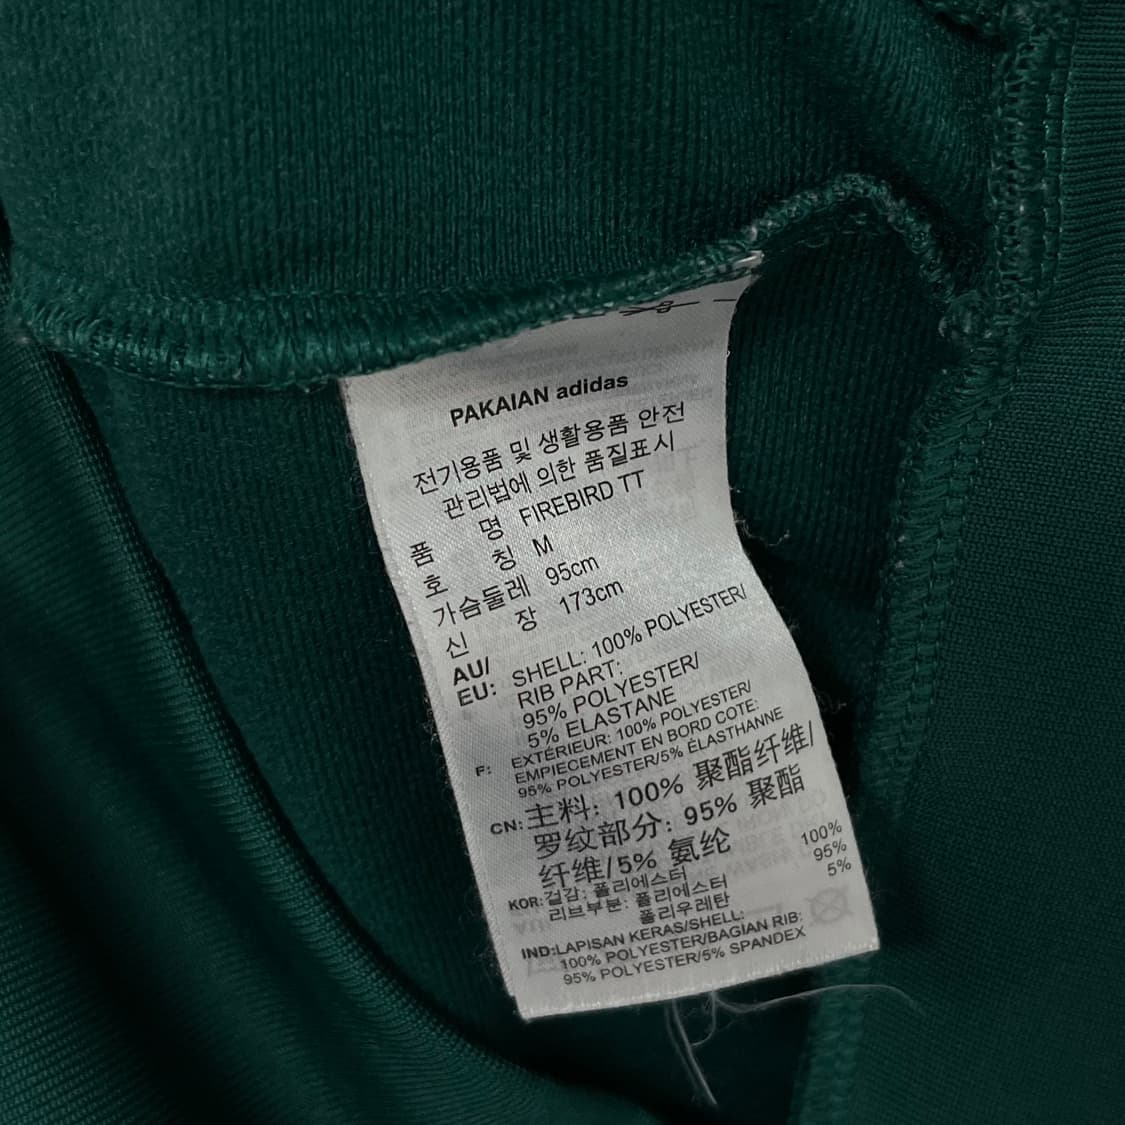 PAKAIAN adidas
전기용품 및 생활용품 안전
관리법에 의한 품질표시
품 명 FIREBIRD TT
호 칭 M
가슴둘레 95cm
신 장 173cm
AU/
EU: SHELL: 100% POLYESTER/
RIB PART:
95% POLYESTER/
5% ELASTANE
F: EXTÉRIEUR: 100% POLYESTER/
EMPIECEMENT EN BORD COTE:
95% POLYESTER/5% ÉLASTHANNE
CN: 主料: 100% 聚酯纤维/
罗纹部分: 95% 聚酯
纤维/5% 氨纶
KOR: 겉감: 폴리에스터 100%
리브부분: 폴리에스터 95%
폴리우레탄 5%
IND: LAPISAN KERAS/SHELL:
100% POLYESTER/BAGIAN RIB:
95% POLYESTER/5% SPANDEX